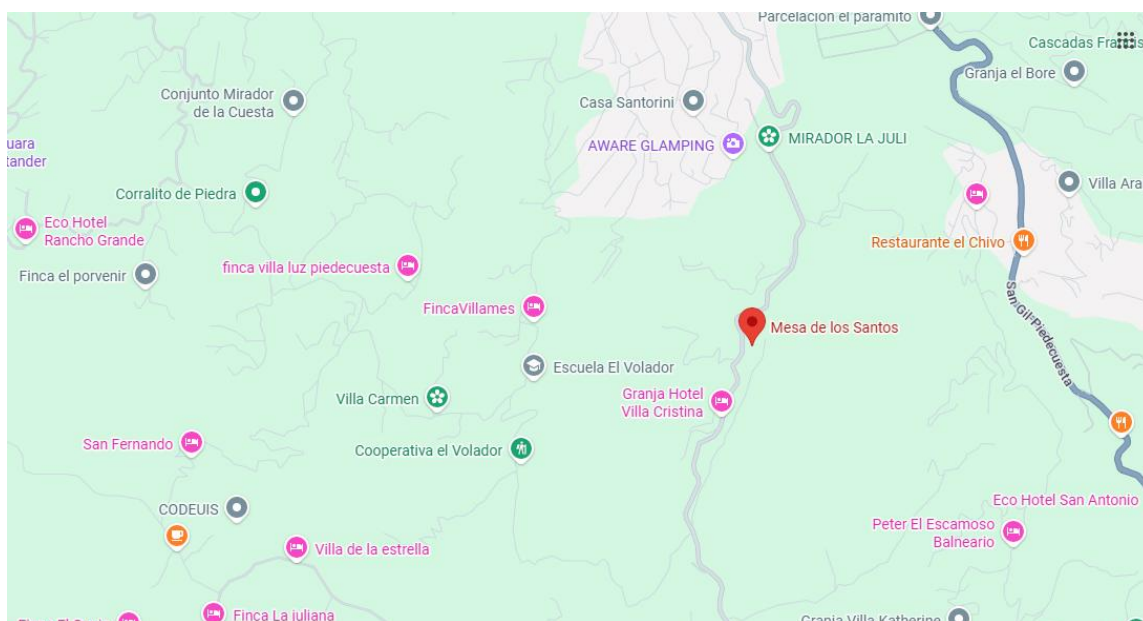 Parcelación el paramito
Cascadas
Granja el Bore
Conjunto Mirador
de la Cuesta
Casa Santorini
AWARE GLAMPING
MIRADOR LA JULI
uara
tander
Villa Ara
Corralito de Piedra
Eco Hotel
Rancho Grande
Restaurante el Chivo
finca villa luz piedecuesta
Finca el porvenir
FincaVillames
San Gil-Piedecuesta
Mesa de los Santos
Escuela El Volador
Villa Carmen
Granja Hotel
Villa Cristina
San Fernando
Cooperativa el Volador
CODEUIS
Eco Hotel San Antonio
Peter El Escamoso
Balneario
Villa de la estrella
Finca La juliana
Granja Villa Katherine